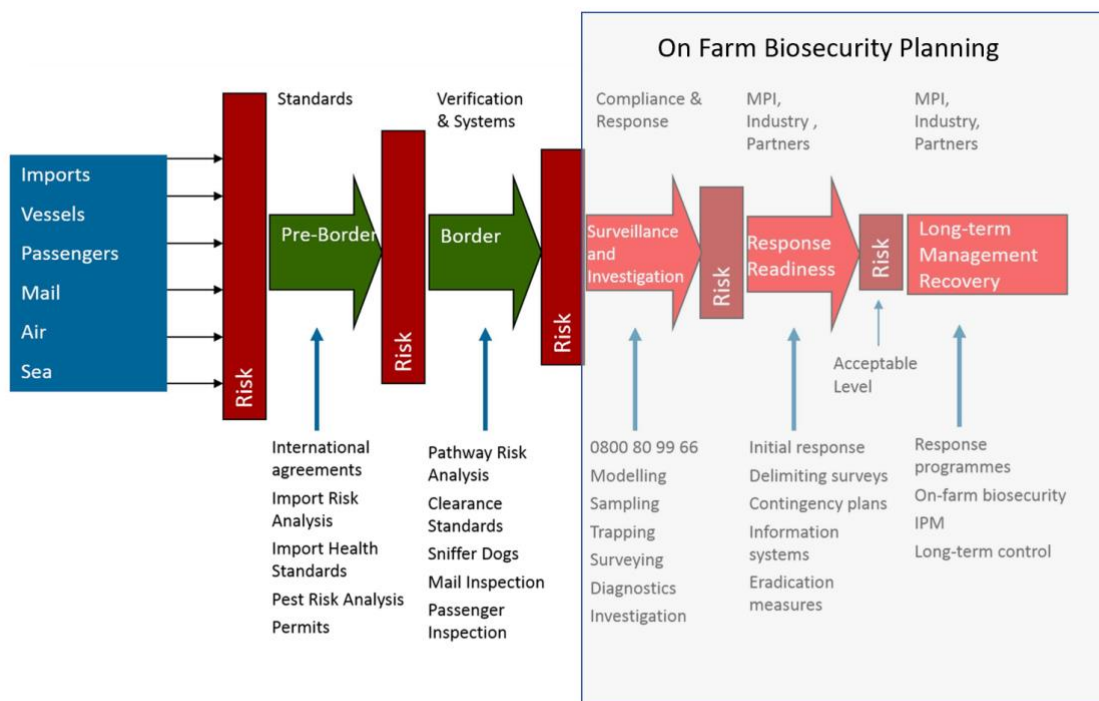 On Farm Biosecurity Planning
Standards
Verification
& Systems
Compliance &
Response
MPI,
Industry ,
Partners
MPI,
Industry,
Partners
Imports
Vessels
Passengers
Mail
Air
Sea
Risk
Pre-Border
Risk
Border
Risk
Surveillance
and
Investigation
Risk
Response
Readiness
Risk
Long-term
Management
Recovery
Acceptable
Level
International
agreements
Import Risk
Analysis
Import Health
Standards
Pest Risk Analysis
Permits
Pathway Risk
Analysis
Clearance
Standards
Sniffer Dogs
Mail Inspection
Passenger
Inspection
0800 80 99 66
Modelling
Sampling
Trapping
Surveying
Diagnostics
Investigation
Initial response
Delimiting surveys
Contingency plans
Information
systems
Eradication
measures
Response
programmes
On-farm biosecurity
IPM
Long-term control